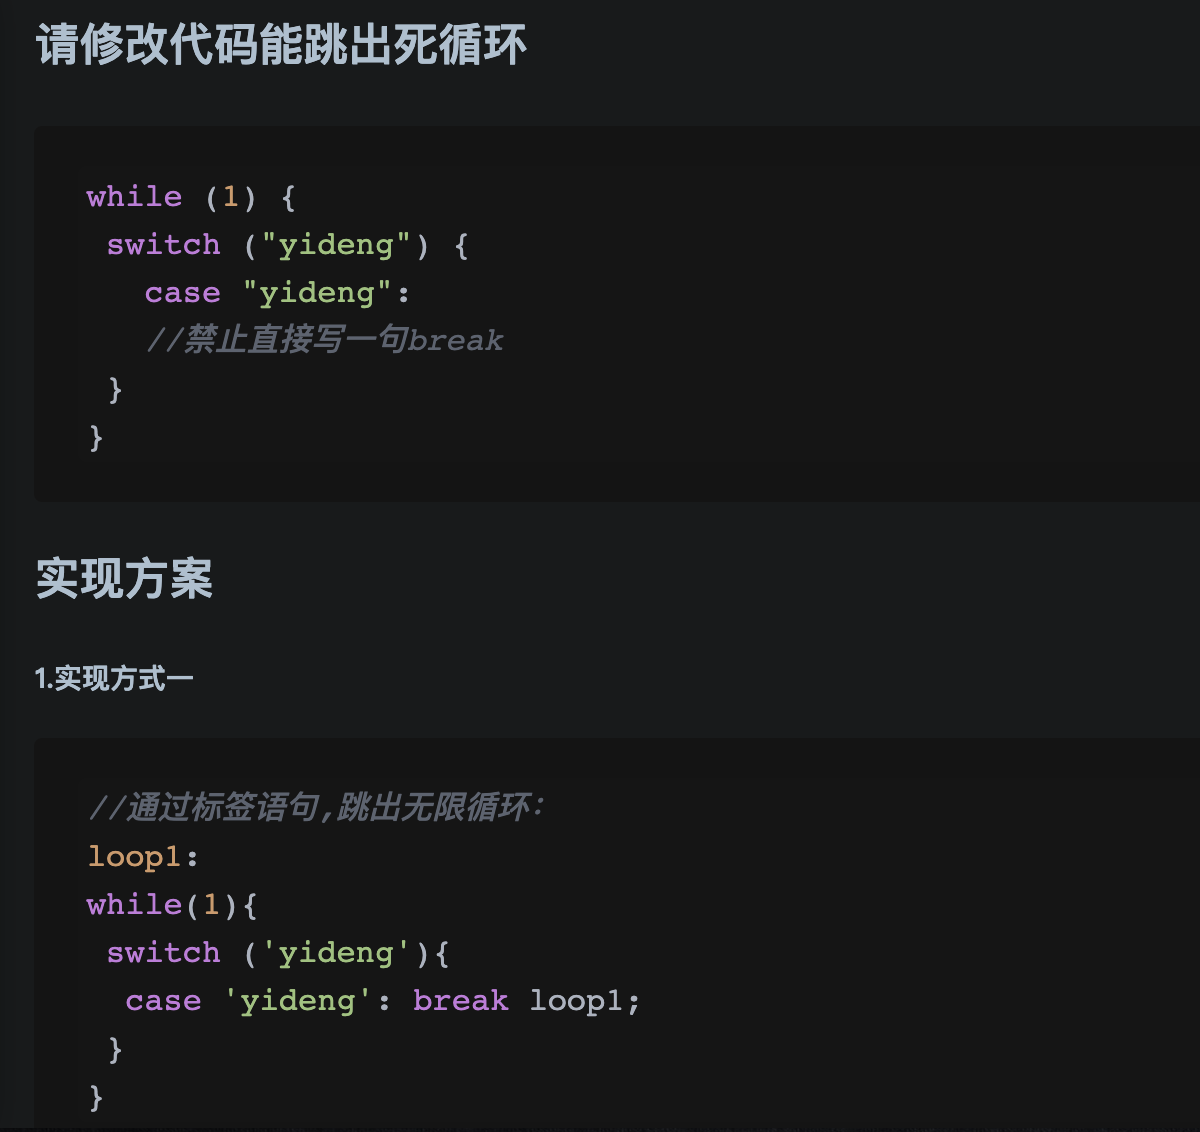 请修改代码能跳出死循环
while (1) {
switch ("yideng") {
case "yideng":
//禁止直接写一句break
}
}
实现方案
1.实现方式一
//通过标签语句,跳出无限循环:
loop1:
while(1){
switch ('yideng'){
case 'yideng': break loop1;
}
}